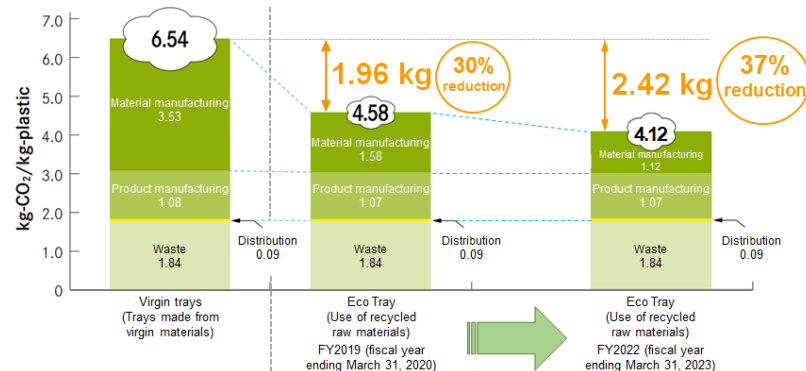 kg-CO₂/kg-plastic
7.0
6.0
5.0
4.0
3.0
2.0
1.0
0
6.54
Material manufacturing
3.53
Product manufacturing
1.08
Waste
1.84
Distribution
0.09
Virgin trays
(Trays made from
virgin materials)
1.96 kg
30%
reduction
4.58
Material manufacturing
1.58
Product manufacturing
1.07
Waste
1.84
Distribution
0.09
Eco Tray
(Use of recycled
raw materials)
FY2019 (fiscal year
ending March 31, 2020)
2.42 kg
37%
reduction
4.12
Material manufacturing
1.12
Product manufacturing
1.07
Waste
1.84
Distribution
0.09
Eco Tray
(Use of recycled
raw materials)
FY2022 (fiscal year
ending March 31, 2023)